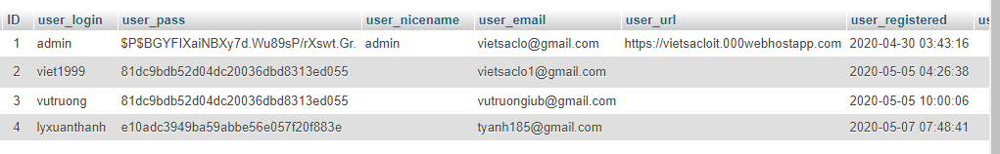 ID user_login user_pass user_nicename user_email user_url user_registered us
1 admin $P$BGYFIXaiNBXy7d.Wu89sP/rXswt.Gr. admin vietsaclo@gmail.com https://vietsacloit.000webhostapp.com 2020-04-30 03:43:16
2 viet1999 81dc9bdb52d04dc20036dbd8313ed055 vietsaclo1@gmail.com 2020-05-05 04:26:38
3 vutruong 81dc9bdb52d04dc20036dbd8313ed055 vutruongiub@gmail.com 2020-05-05 10:00:06
4 lyxuanthanh e10adc3949ba59abbe56e057f20f883e tyanh185@gmail.com 2020-05-07 07:48:41